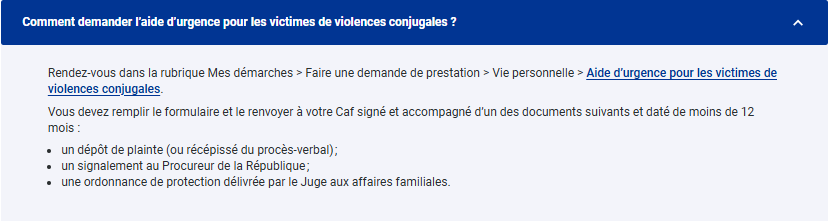 Comment demander l’aide d’urgence pour les victimes de violences conjugales ?
Rendez-vous dans la rubrique Mes démarches > Faire une demande de prestation > Vie personnelle > Aide d’urgence pour les victimes de
violences conjugales.
Vous devez remplir le formulaire et le renvoyer à votre Caf signé et accompagné d’un des documents suivants et daté de moins de 12
mois :
• un dépôt de plainte (ou récépissé du procès-verbal);
• un signalement au Procureur de la République;
• une ordonnance de protection délivrée par le Juge aux affaires familiales.